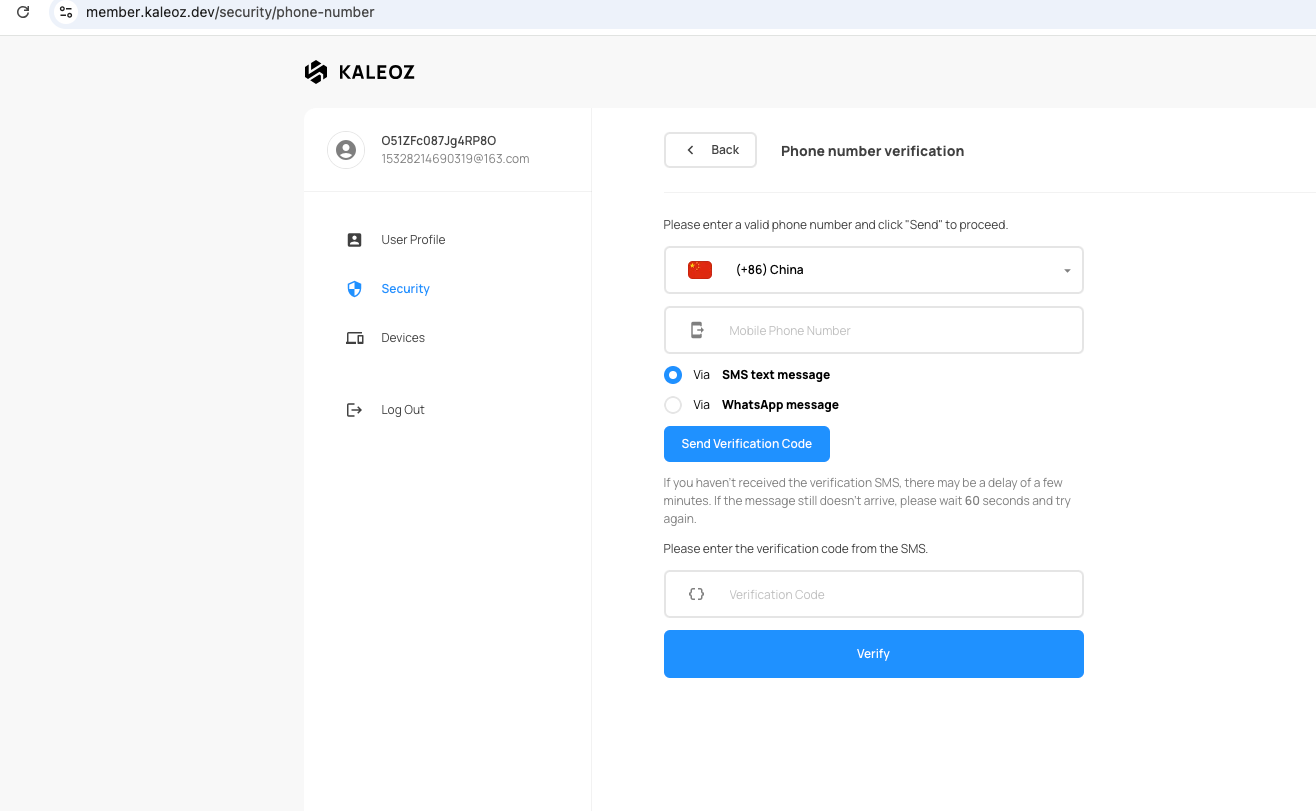 member.kaleoz.dev/security/phone-number
KALEOZ
O51ZFc087Jg4RP8O
15328214690319@163.com
User Profile
Security
Devices
Log Out
Back
Phone number verification
Please enter a valid phone number and click "Send" to proceed.
(+86) China
Mobile Phone Number
Via SMS text message
Via WhatsApp message
Send Verification Code
If you haven't received the verification SMS, there may be a delay of a few
minutes. If the message still doesn't arrive, please wait 60 seconds and try
again.
Please enter the verification code from the SMS.
Verification Code
Verify